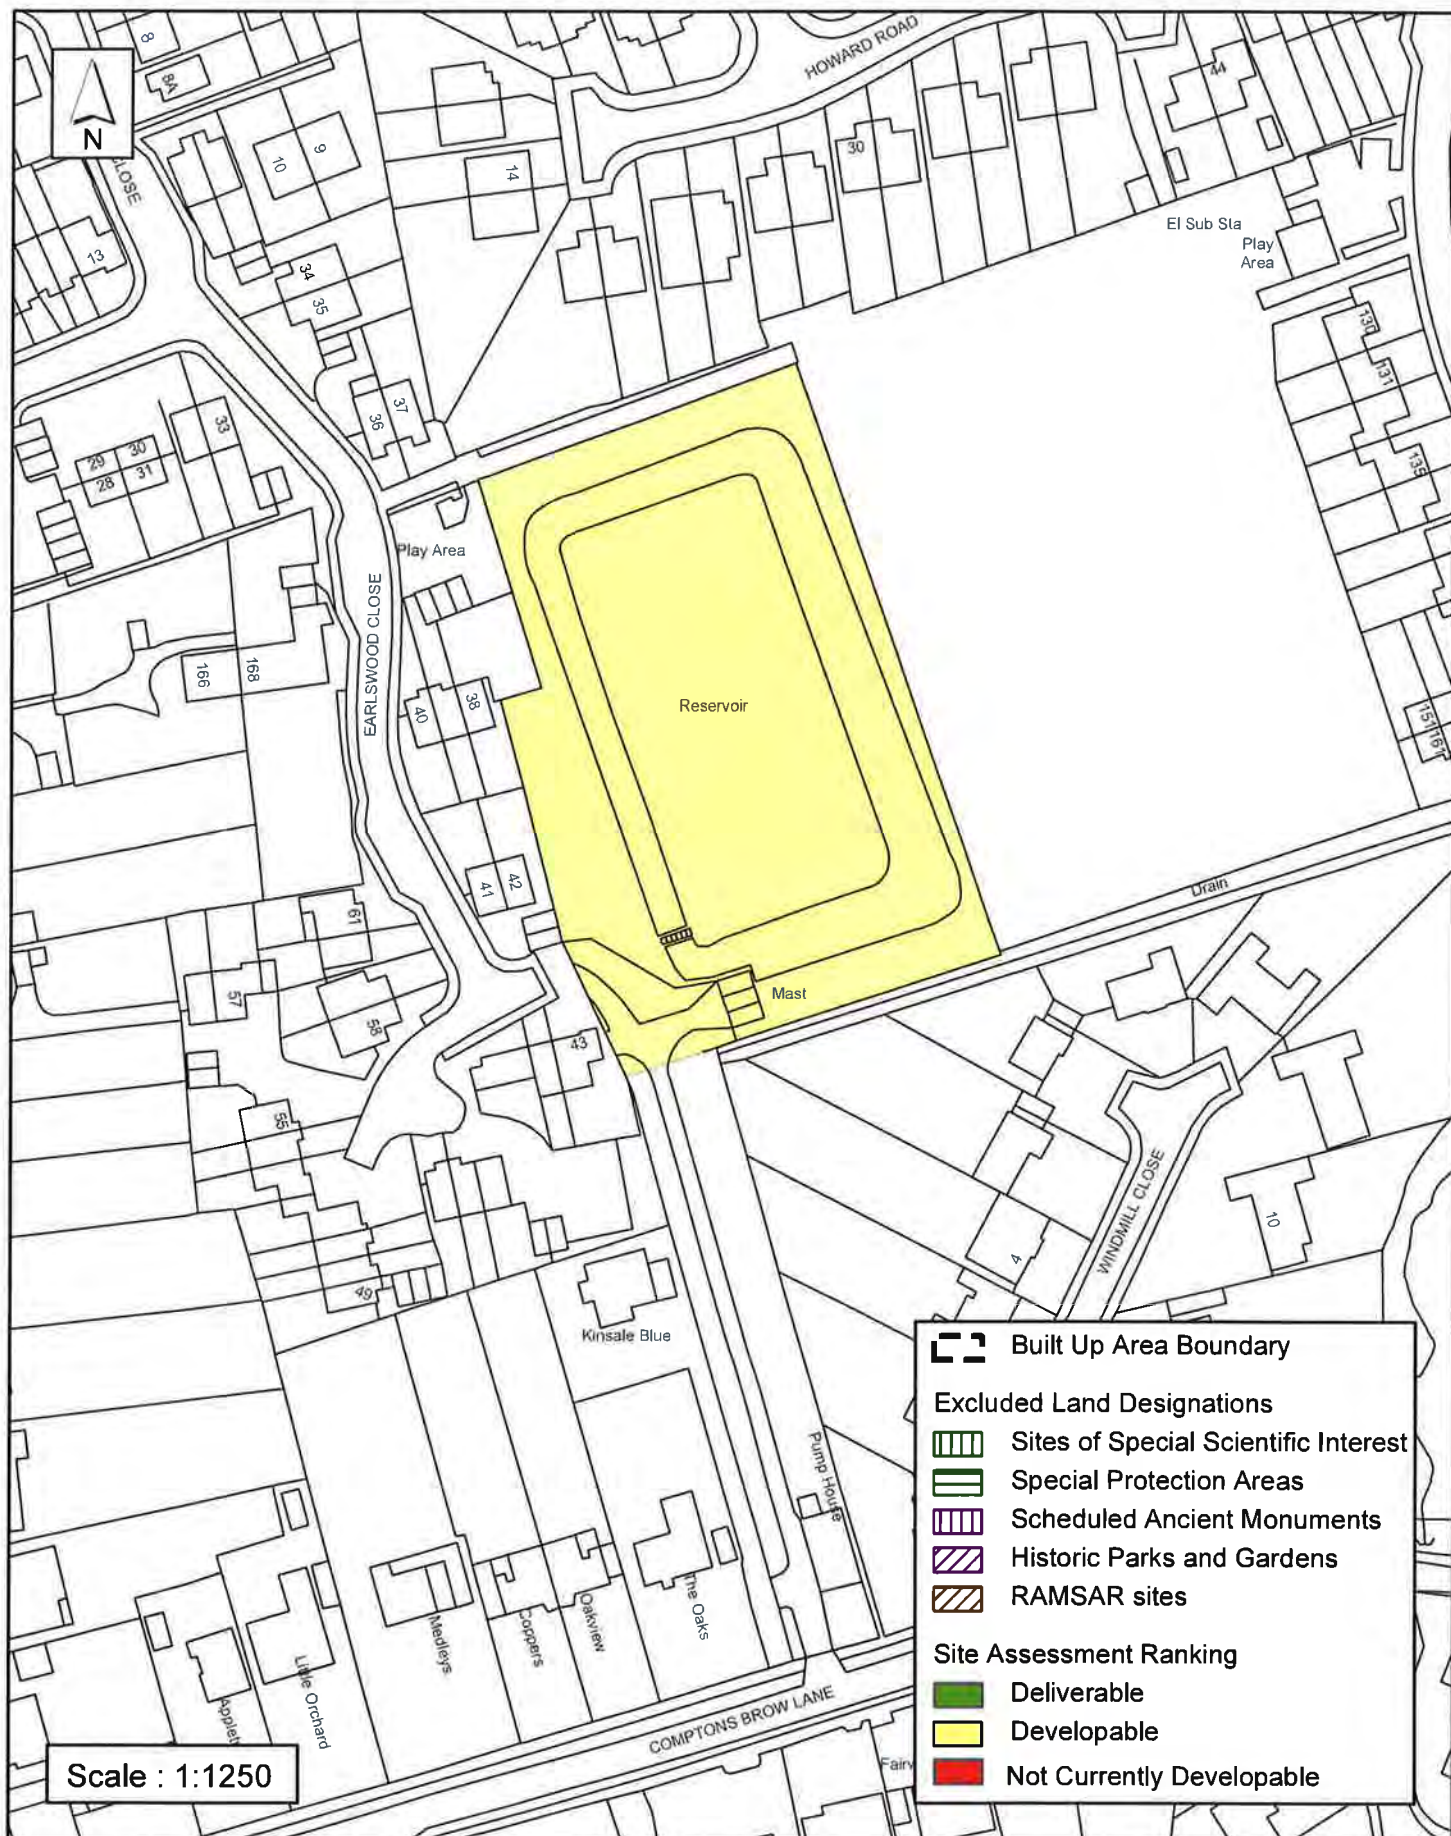 8
8A
N
CLOSE
HOWARD ROAD
44
10
9
14
30
13
34
35
El Sub Sta
Play
Area
130
131
135
37
36
33
29
30
28
31
Play Area
EARLSWOOD CLOSE
166
168
40
38
Reservoir
151
161
41
42
Drain
61
57
58
Mast
43
55
49
WINDMILL CLOSE
10
4
Kinsale Blue
Pump House
The Oaks
Oakview
Coppers
Medleys
Little Orchard
COMPTONS BROW LANE
Scale : 1:1250
Built Up Area Boundary
Excluded Land Designations
Sites of Special Scientific Interest
Special Protection Areas
Scheduled Ancient Monuments
Historic Parks and Gardens
RAMSAR sites
Site Assessment Ranking
Deliverable
Developable
Not Currently Developable